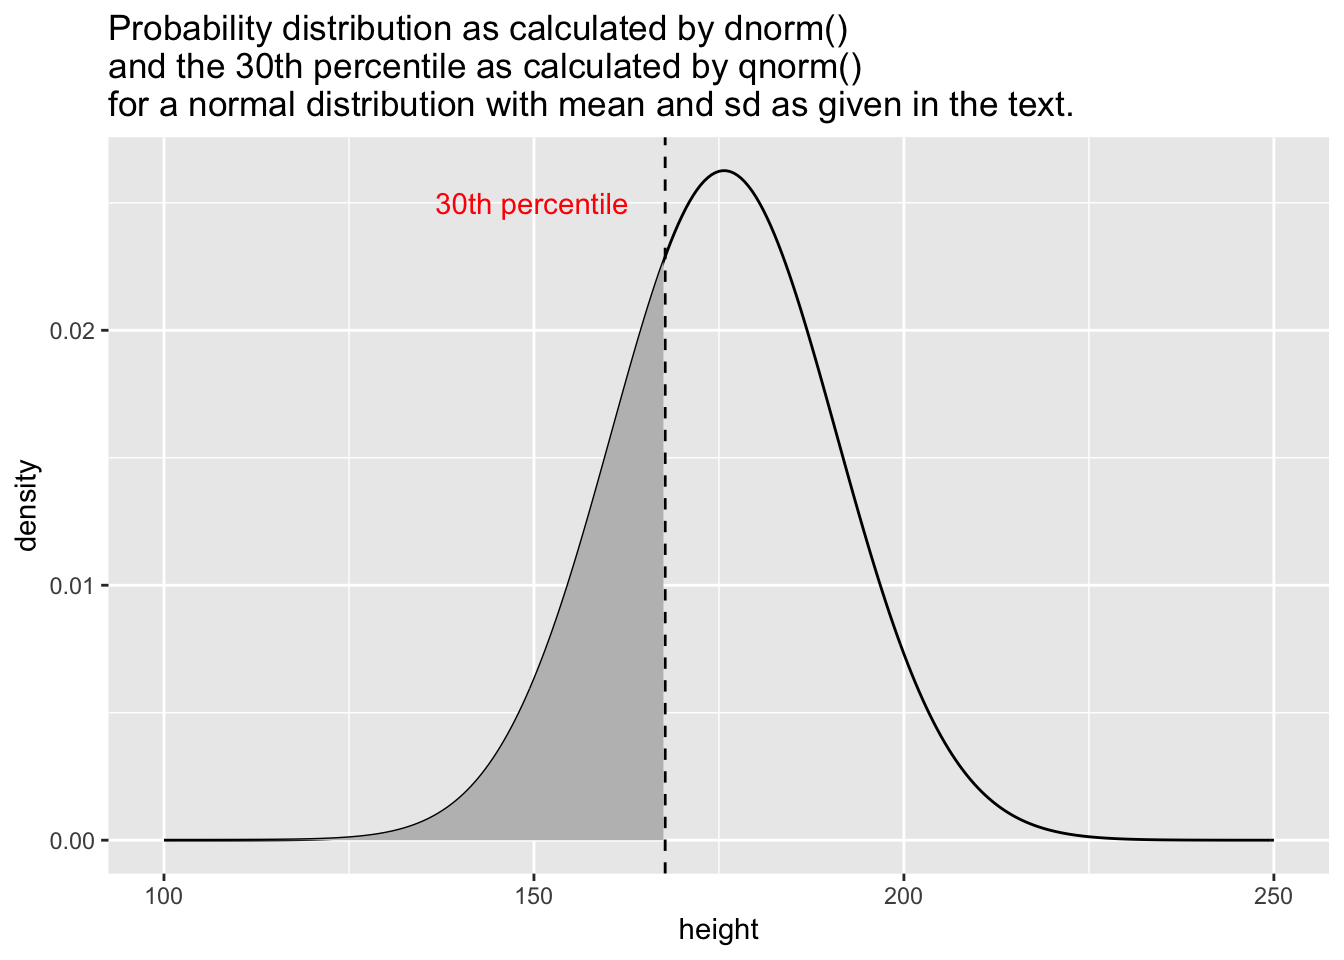 Probability distribution as calculated by dnorm()
and the 30th percentile as calculated by qnorm()
for a normal distribution with mean and sd as given in the text.
30th percentile
0.02
0.01
0.00
density
100
150
200
250
height